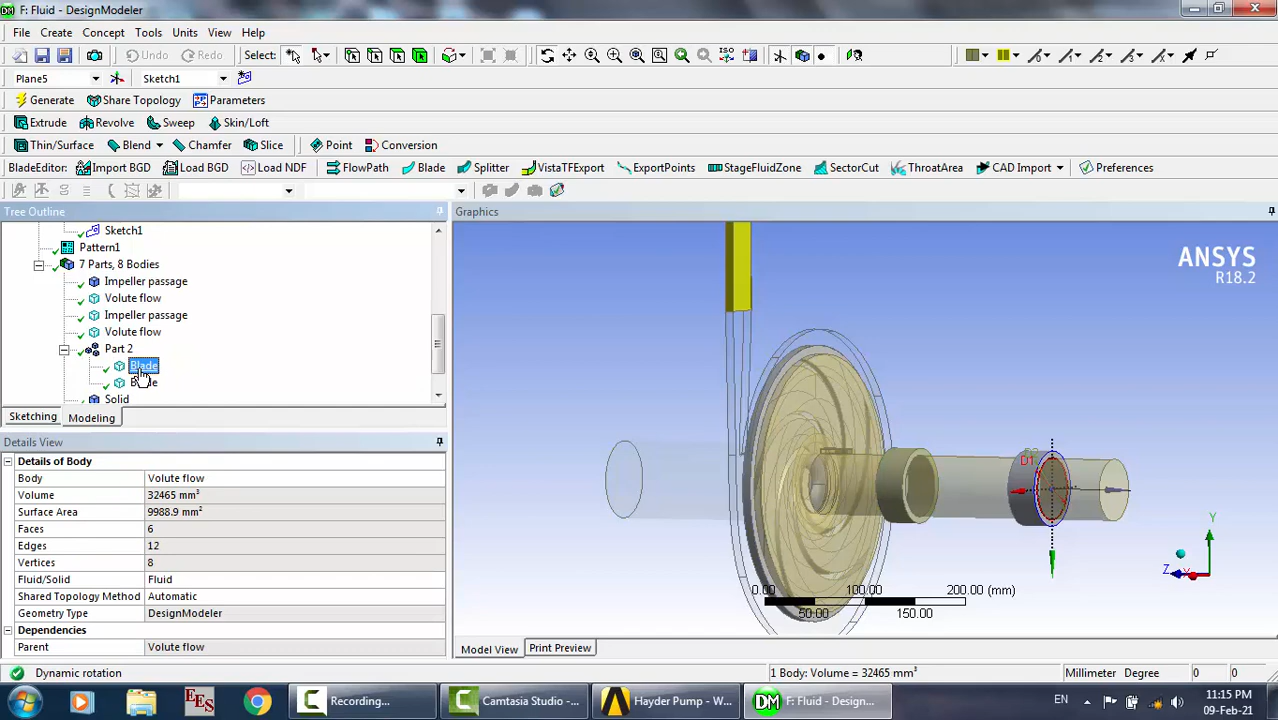 F: Fluid - DesignModeler
File Create Concept Tools Units View Help
Undo Redo Select:
Plane5 Sketch1
Generate Share Topology Parameters
Extrude Revolve Sweep Skin/Loft
Thin/Surface Blend Chamfer Slice Point Conversion
BladeEditor: Import BGD Load BGD Load NDF FlowPath Blade Splitter VistaTFExport ExportPoints StageFluidZone SectorCut ThroatArea CAD Import Preferences
Tree Outline
Sketch1
Pattern1
7 Parts, 8 Bodies
Impeller passage
Volute flow
Impeller passage
Volute flow
Part 2
Blade
Blade
Solid
Sketching Modeling
Details View
Details of Body
Body Volute flow
Volume 32465 mm³
Surface Area 9988.9 mm²
Faces 6
Edges 12
Vertices 8
Fluid/Solid Fluid
Shared Topology Method Automatic
Geometry Type DesignModeler
Dependencies
Parent Volute flow
Graphics
ANSYS
R18.2
D1
Y
Z
X
0.00 100.00 200.00 (mm)
50.00 150.00
Model View Print Preview
Dynamic rotation 1 Body: Volume = 32465 mm³ Millimeter Degree 0 0
EES Recording... Camtasia Studio - ... Hayder Pump - W... F: Fluid - Design... EN 11:15 PM
09-Feb-21